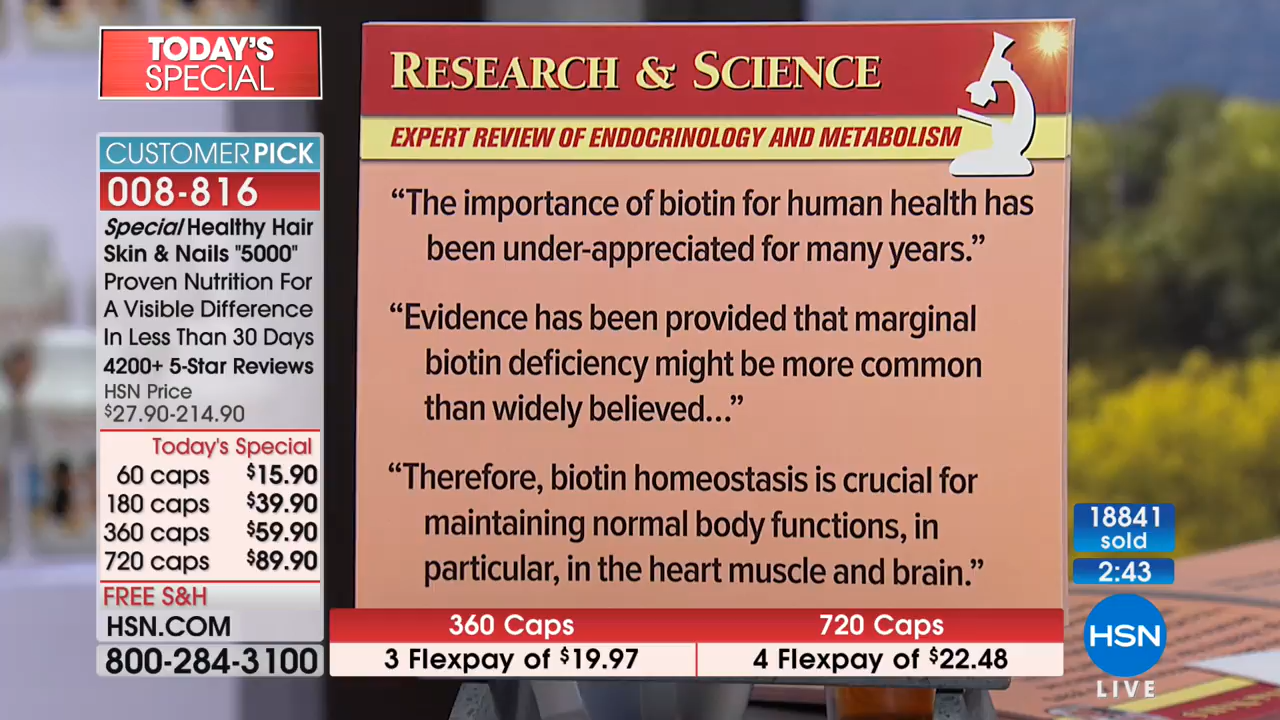 TODAY'S
SPECIAL
CUSTOMER PICK
008-816
Special Healthy Hair
Skin & Nails "5000"
Proven Nutrition For
A Visible Difference
In Less Than 30 Days
4200+ 5-Star Reviews
HSN Price
$27.90-214.90
Today's Special
60 caps $15.90
180 caps $39.90
360 caps $59.90
720 caps $89.90
FREE S&H
HSN.COM
800-284-3100
RESEARCH & SCIENCE
EXPERT REVIEW OF ENDOCRINOLOGY AND METABOLISM
“The importance of biotin for human health has
been under-appreciated for many years.”
“Evidence has been provided that marginal
biotin deficiency might be more common
than widely believed...”
“Therefore, biotin homeostasis is crucial for
maintaining normal body functions, in
particular, in the heart muscle and brain.”
360 Caps 720 Caps
3 Flexpay of $19.97 4 Flexpay of $22.48
18841
sold
2:43
HSN
LIVE